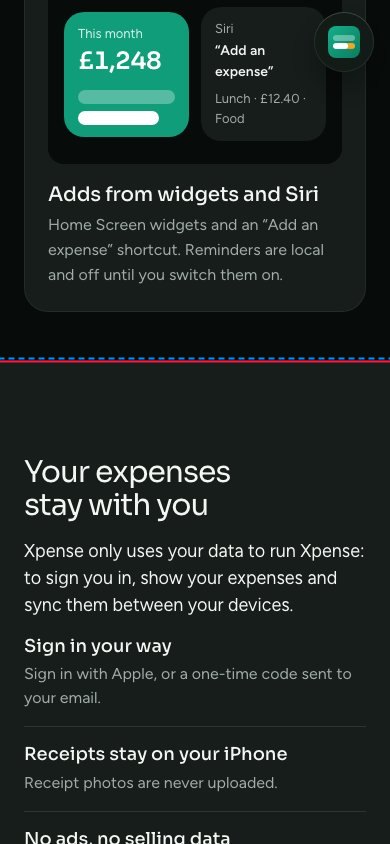 This month
£1,248
Siri
“Add an
expense”
Lunch · £12.40 ·
Food
Adds from widgets and Siri
Home Screen widgets and an “Add an
expense” shortcut. Reminders are local
and off until you switch them on.
Your expenses
stay with you
Xpense only uses your data to run Xpense:
to sign you in, show your expenses and
sync them between your devices.
Sign in your way
Sign in with Apple, or a one-time code sent to
your email.
Receipts stay on your iPhone
Receipt photos are never uploaded.
No ads, no selling data